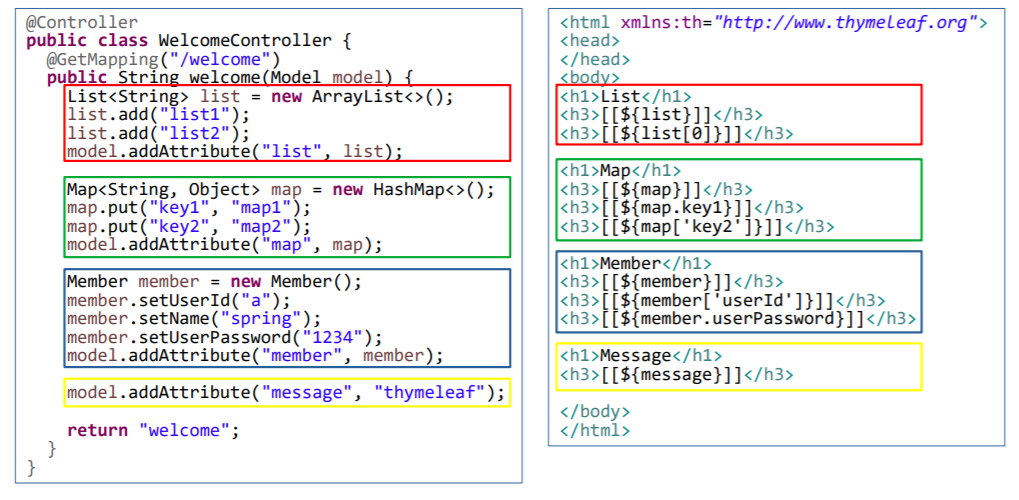 @Controller
public class WelcomeController {
@GetMapping("/welcome")
public String welcome(Model model) {
List<String> list = new ArrayList<>();
list.add("list1");
list.add("list2");
model.addAttribute("list", list);
Map<String, Object> map = new HashMap<>();
map.put("key1", "map1");
map.put("key2", "map2");
model.addAttribute("map", map);
Member member = new Member();
member.setUserId("a");
member.setName("spring");
member.setUserPassword("1234");
model.addAttribute("member", member);
model.addAttribute("message", "thymeleaf");
return "welcome";
}
}
<html xmlns:th="http://www.thymeleaf.org">
<head>
</head>
<body>
<h1>List</h1>
<h3>[[${list}]]</h3>
<h3>[[${list[0]}]]</h3>
<h1>Map</h1>
<h3>[[${map}]]</h3>
<h3>[[${map.key1}]]</h3>
<h3>[[${map['key2']}]]</h3>
<h1>Member</h1>
<h3>[[${member}]]</h3>
<h3>[[${member['userId']}]]</h3>
<h3>[[${member.userPassword}]]</h3>
<h1>Message</h1>
<h3>[[${message}]]</h3>
</body>
</html>